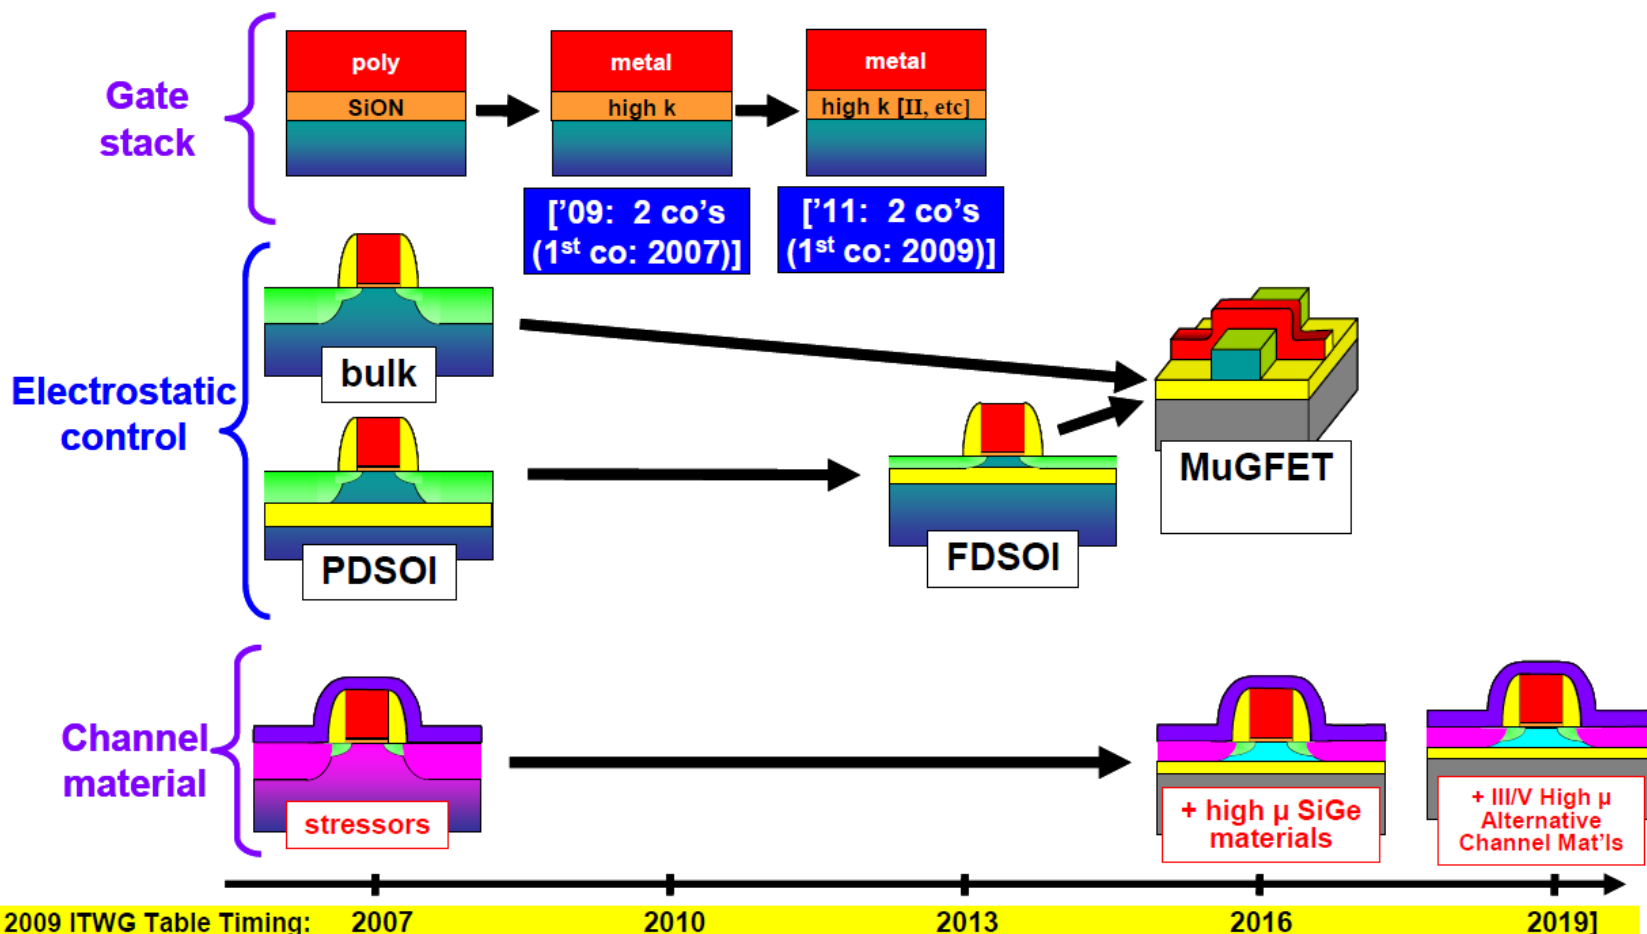 Gate
stack
poly
SiON
metal
high k
metal
high k [II, etc]
['09: 2 co's
(1st co: 2007)]
['11: 2 co's
(1st co: 2009)]
Electrostatic
control
bulk
PDSOI
FDSOI
MuGFET
Channel
material
stressors
+ high µ SiGe
materials
+ III/V High µ
Alternative
Channel Mat'ls
2009 ITWG Table Timing: 2007 2010 2013 2016 2019]